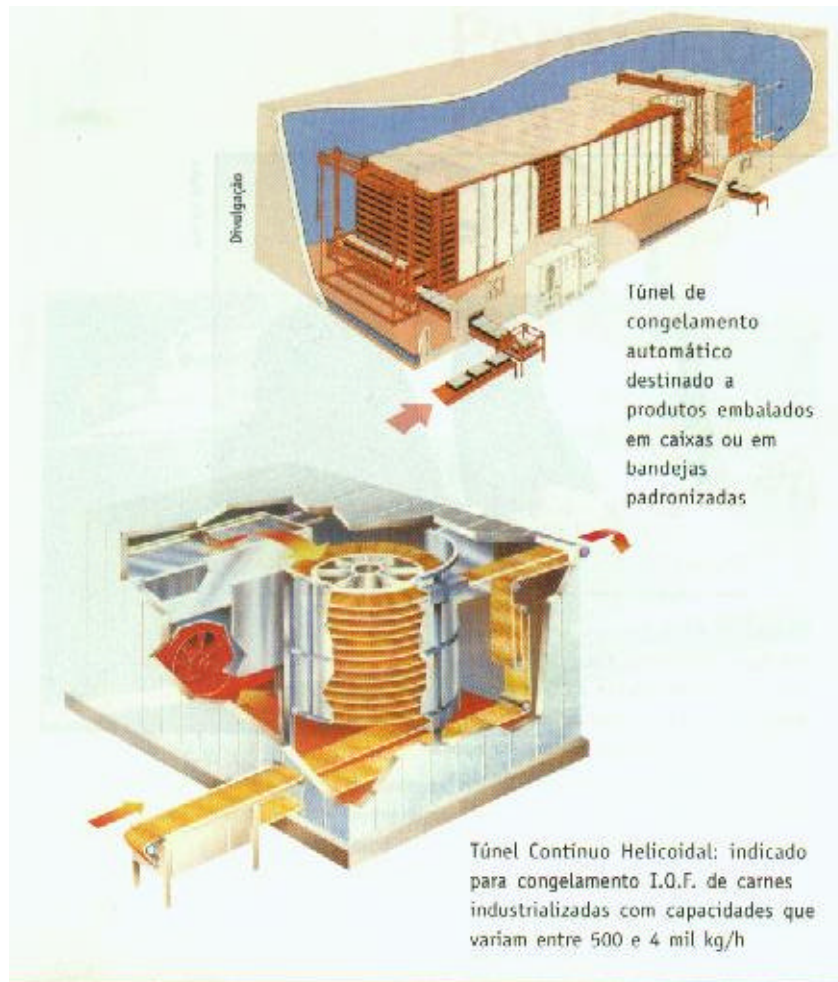 Divulgação
Túnel de
congelamento
automático
destinado a
produtos embalados
em caixas ou em
bandejas
padronizadas
Túnel Contínuo Helicoidal: indicado
para congelamento I.Q.F. de carnes
industrializadas com capacidades que
variam entre 500 e 4 mil kg/h